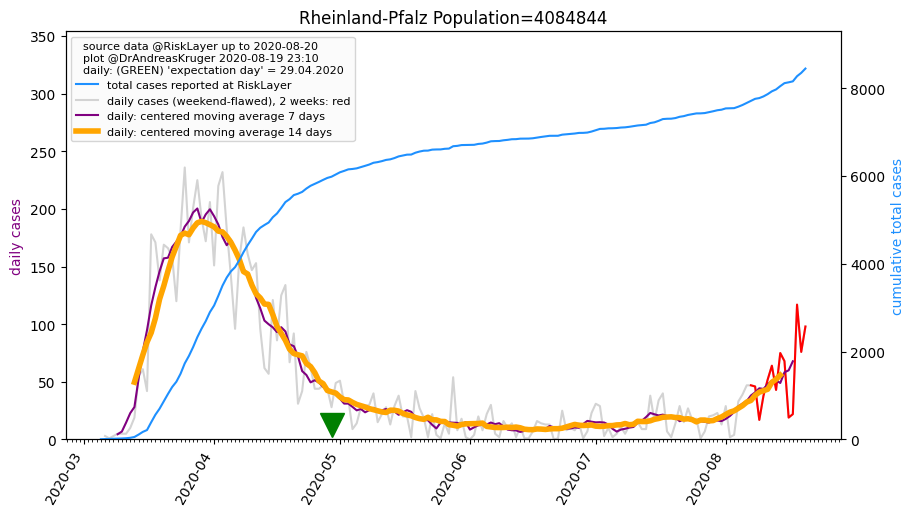 Rheinland-Pfalz Population=4084844
source data @RiskLayer up to 2020-08-20
plot @DrAndreasKruger 2020-08-19 23:10
daily: (GREEN) 'expectation day' = 29.04.2020
total cases reported at RiskLayer
daily cases (weekend-flawed), 2 weeks: red
daily: centered moving average 7 days
daily: centered moving average 14 days
daily cases
350
300
250
200
150
100
50
0
cumulative total cases
8000
6000
4000
2000
0
2020-03
2020-04
2020-05
2020-06
2020-07
2020-08